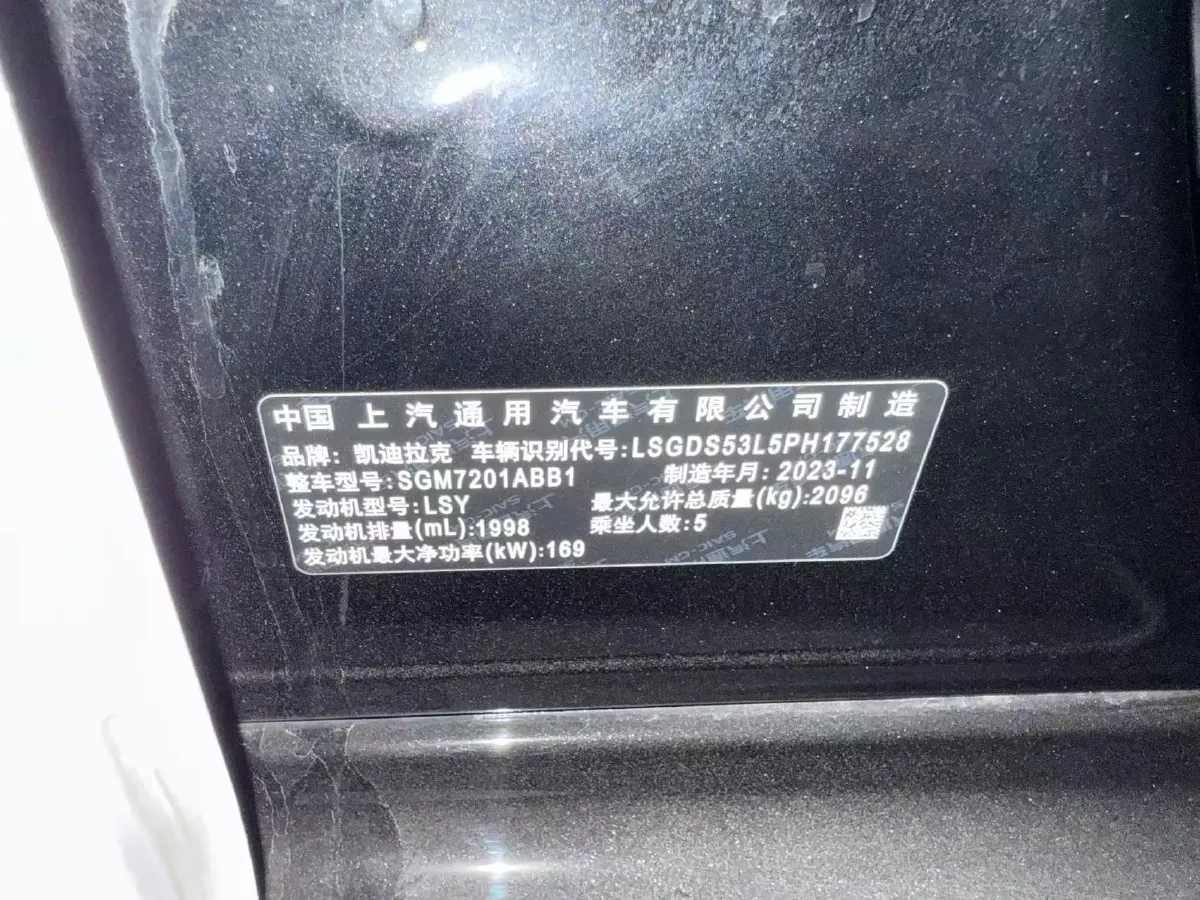 中国 上汽通用汽车有限公司制造
品牌: 凯迪拉克 车辆识别代号:LSGDS53L5PH177528
整车型号:SGM7201ABB1 制造年月: 2023-11
发动机型号:LSY 最大允许总质量(kg):2096
发动机排量(mL):1998 乘坐人数:5
发动机最大净功率(kW):169